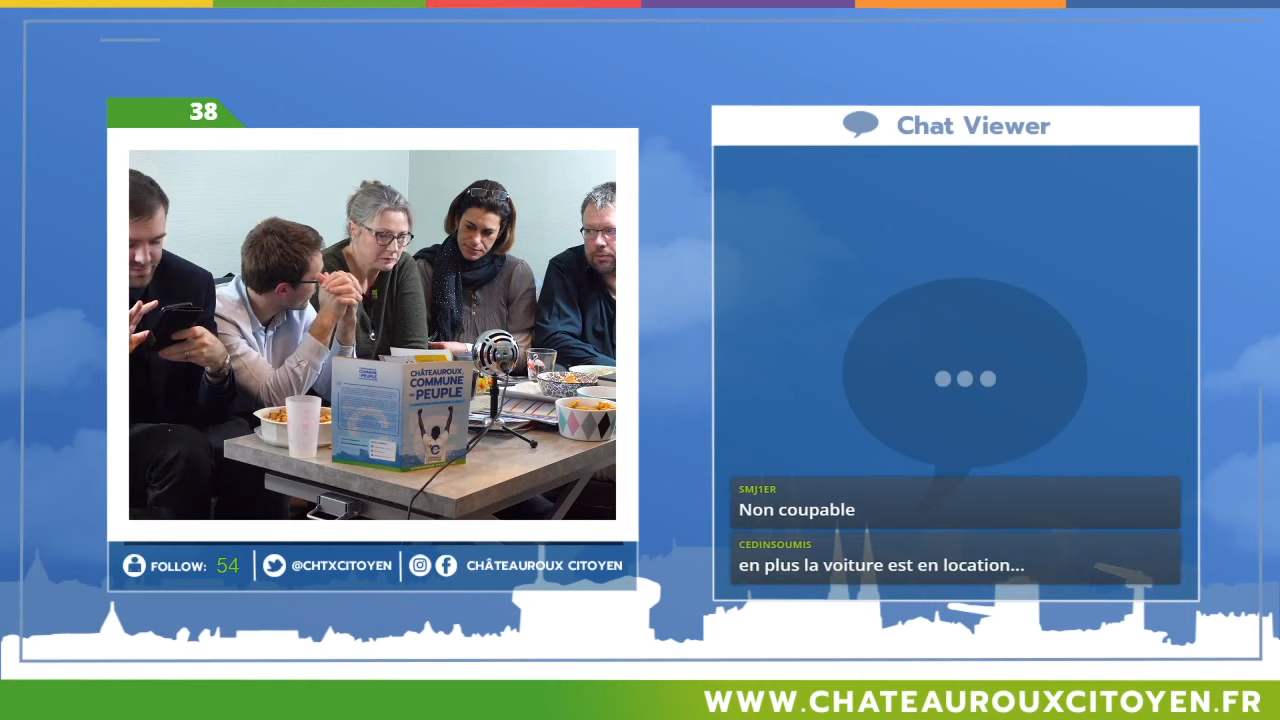 38
Chat Viewer
CHÂTEAUROUX,
COMMUNE
DU PEUPLE
SMJ1ER
Non coupable
CEDINSOUMIS
en plus la voiture est en location...
FOLLOW: 54
@CHTXCITOYEN
CHÂTEAUROUX CITOYEN
WWW.CHATEAUROUXCITOYEN.FR